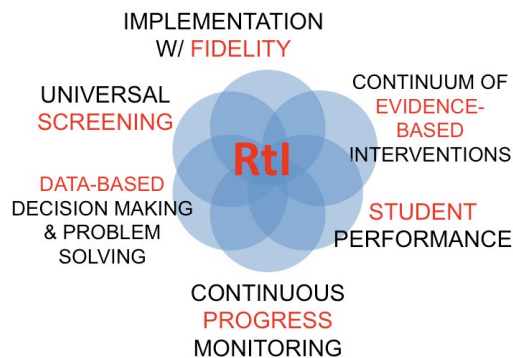 IMPLEMENTATION
W/ FIDELITY
UNIVERSAL
SCREENING
CONTINUUM OF
EVIDENCE-
BASED
INTERVENTIONS
RtI
DATA-BASED
DECISION MAKING
& PROBLEM
SOLVING
STUDENT
PERFORMANCE
CONTINUOUS
PROGRESS
MONITORING